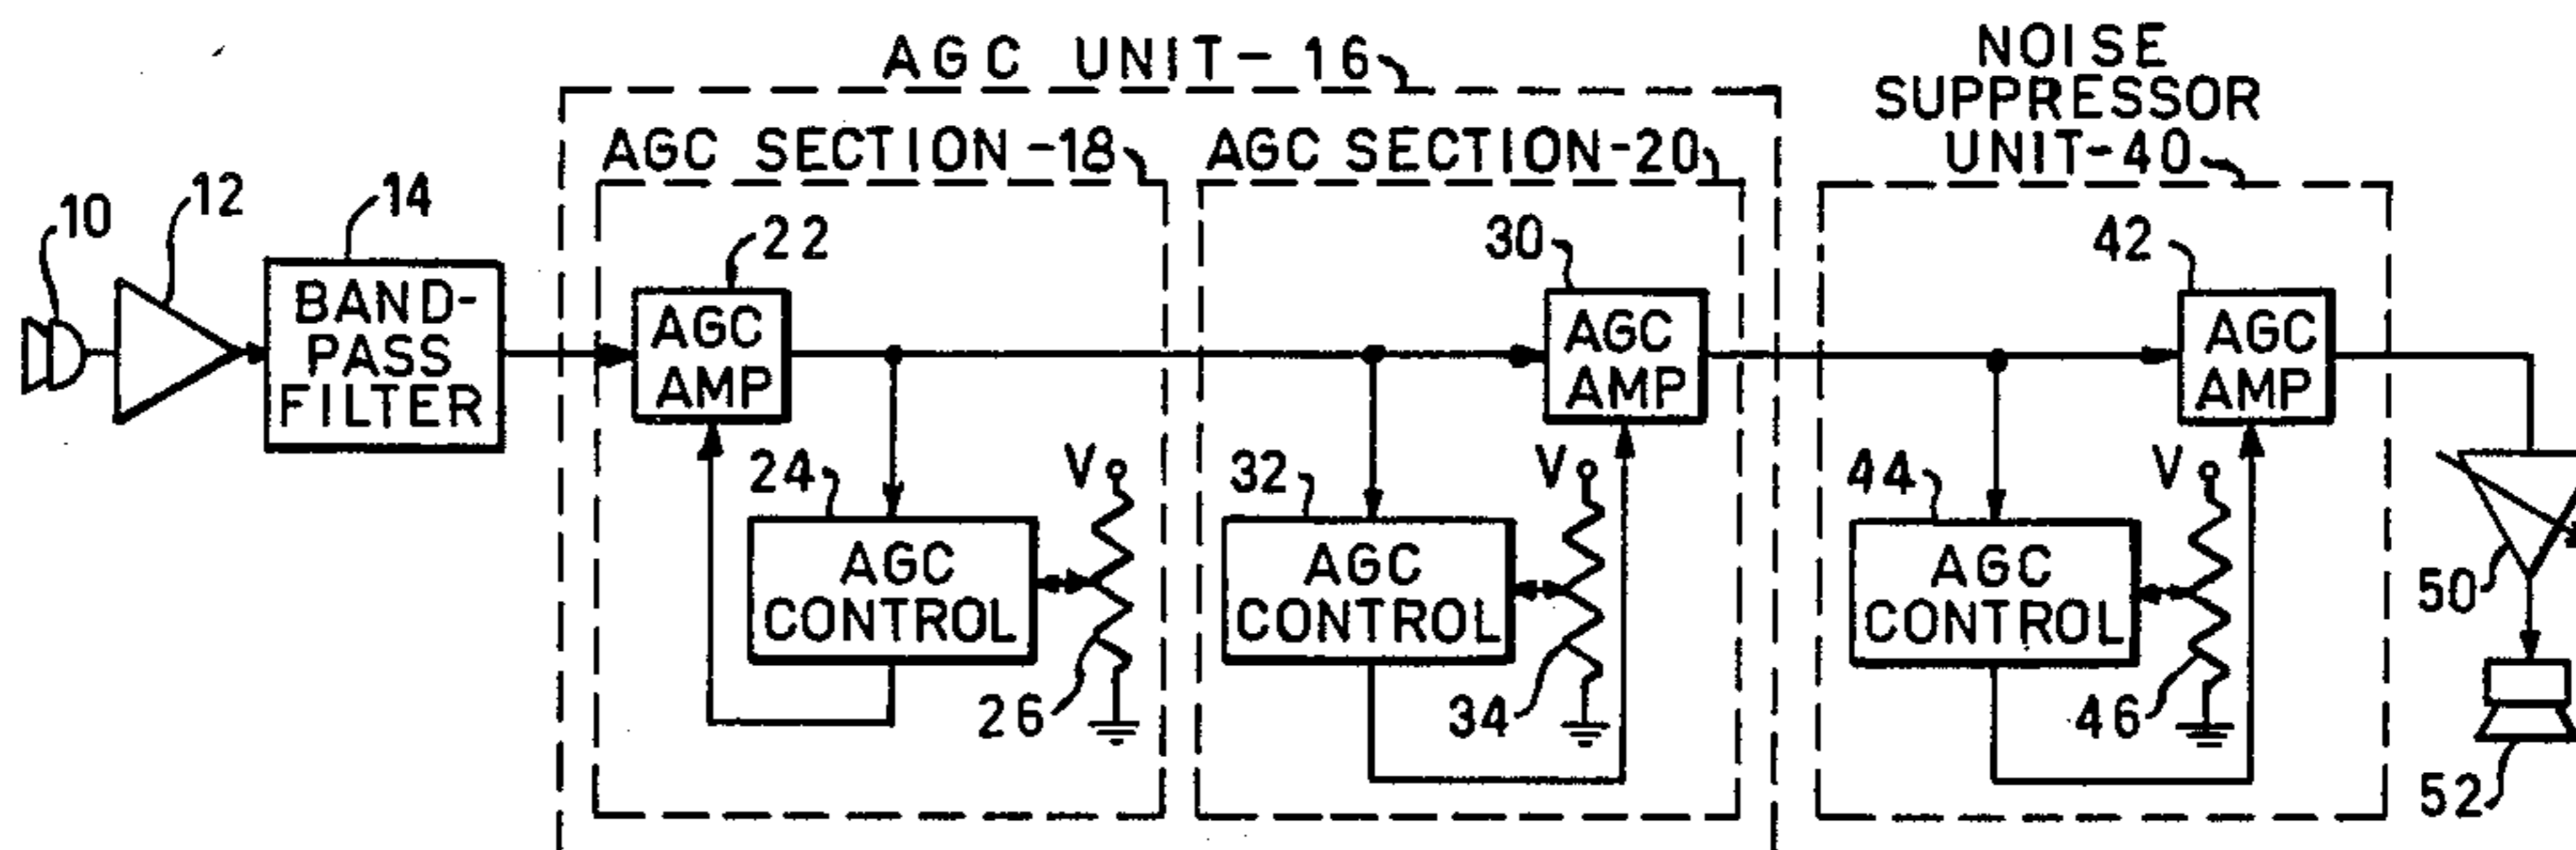 AGC UNIT-16
NOISE
SUPPRESSOR
UNIT-40
AGC SECTION-18
AGC SECTION-20
10
12
14
22
30
42
BAND-
PASS
FILTER
AGC
AMP
AGC
AMP
AGC
AMP
24
V
32
V
44
V
AGC
CONTROL
AGC
CONTROL
AGC
CONTROL
50
26
34
46
52